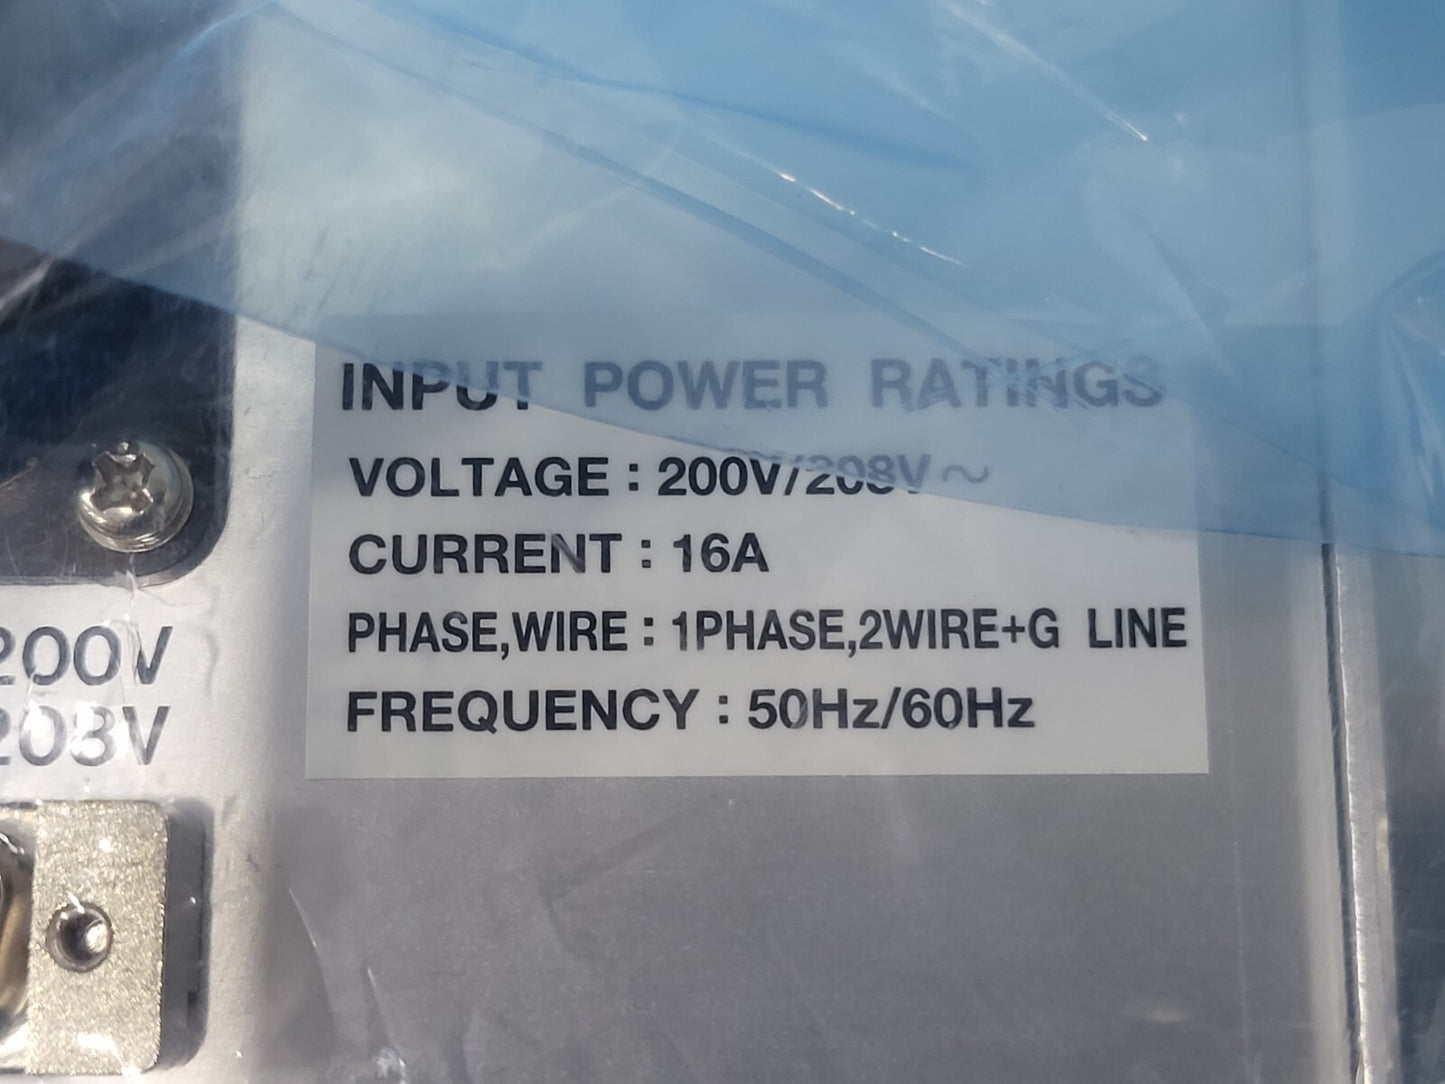 INPUT POWER RATINGS
VOLTAGE : 200V/208V~
CURRENT : 16A
PHASE,WIRE : 1PHASE,2WIRE+G LINE
FREQUENCY : 50Hz/60Hz
200V
208V